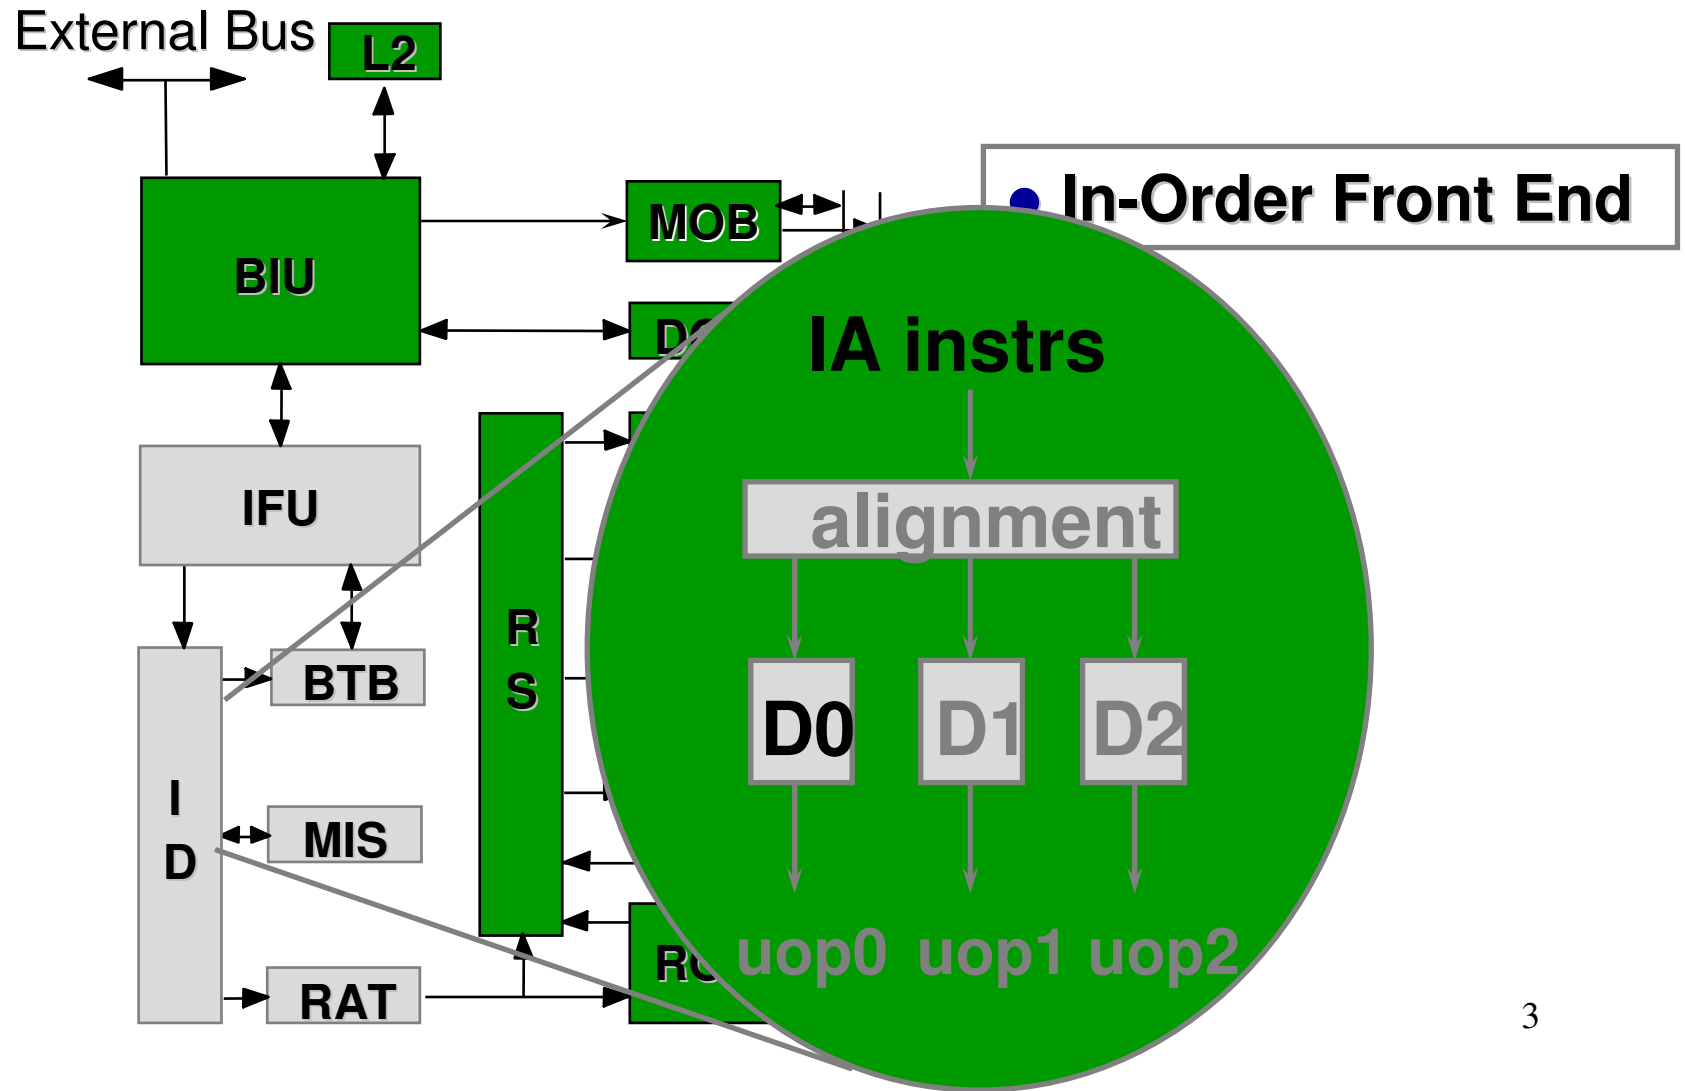 External Bus
L2
• In-Order Front End
MOB
BIU
IA instrs
IFU
alignment
R
S
BTB
D0 D1 D2
I
D
MIS
uop0 uop1 uop2
RAT
3